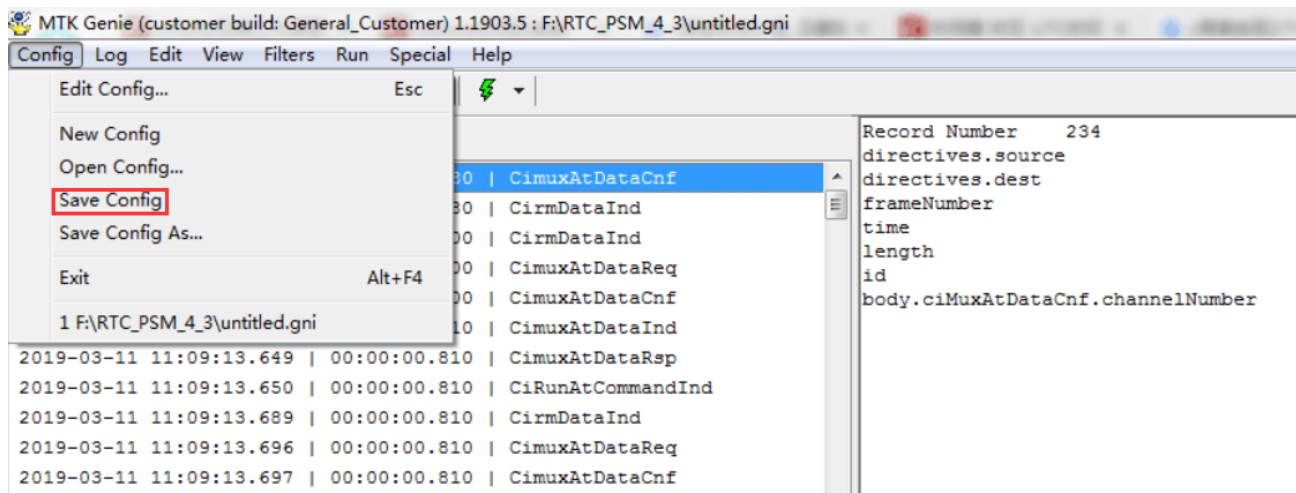 MTK Genie (customer build: General_Customer) 1.1903.5 : F:\RTC_PSM_4_3\untitled.gni
Config Log Edit View Filters Run Special Help
Edit Config... Esc
New Config
Open Config...
Save Config
Save Config As...
Exit Alt+F4
1 F:\RTC_PSM_4_3\untitled.gni
30 | CimuxAtDataCnf
30 | CirmDataInd
00 | CirmDataInd
00 | CimuxAtDataReq
00 | CimuxAtDataCnf
10 | CimuxAtDataInd
2019-03-11 11:09:13.649 | 00:00:00.810 | CimuxAtDataRsp
2019-03-11 11:09:13.650 | 00:00:00.810 | CiRunAtCommandInd
2019-03-11 11:09:13.689 | 00:00:00.810 | CirmDataInd
2019-03-11 11:09:13.696 | 00:00:00.810 | CimuxAtDataReq
2019-03-11 11:09:13.697 | 00:00:00.810 | CimuxAtDataCnf
Record Number 234
directives.source
directives.dest
frameNumber
time
length
id
body.ciMuxAtDataCnf.channelNumber